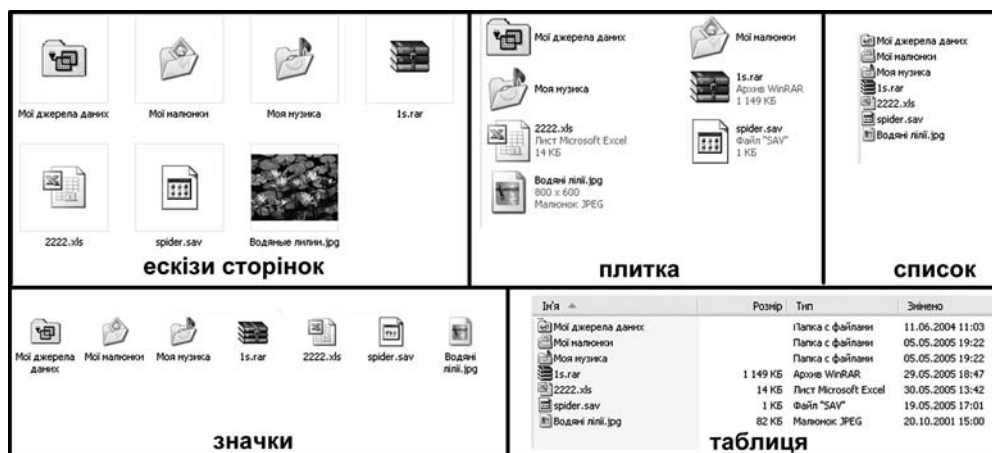 Мої джерела даних
Мої малюнки
Моя музика
1s.rar
2222.xls
spider.sav
Водяные лилии.jpg
ескізи сторінок
Мої джерела даних
Мої малюнки
Моя музика
1s.rar
Архив WinRAR
1 149 КБ
2222.xls
Лист Microsoft Excel
14 КБ
spider.sav
Файл "SAV"
1 КБ
Водяні лілії.jpg
800 x 600
Малюнок JPEG
плитка
Мої джерела даних
Мої малюнки
Моя музика
1s.rar
2222.xls
spider.sav
Водяні лілії.jpg
список
Мої джерела
даних
Мої малюнки
Моя музика
1s.rar
2222.xls
spider.sav
Водяні
лілії.jpg
значки
Ім'я Розмір Тип Змінено
Мої джерела даних Папка с файлами 11.06.2004 11:03
Мої малюнки Папка с файлами 05.05.2005 19:22
Моя музика Папка с файлами 05.05.2005 19:22
1s.rar 1 149 КБ Архив WinRAR 29.05.2005 18:47
2222.xls 14 КБ Лист Microsoft Excel 30.05.2005 13:42
spider.sav 1 КБ Файл "SAV" 19.05.2005 17:01
Водяні лілії.jpg 82 КБ Малюнок JPEG 20.10.2001 15:00
таблиця